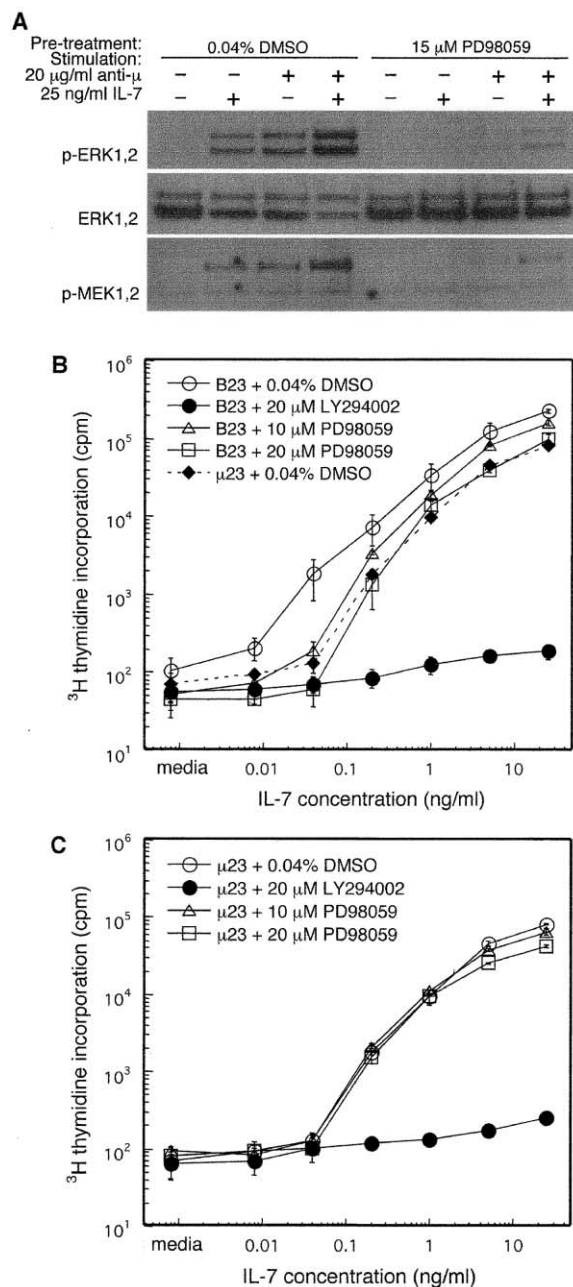 A
Pre-treatment: 0.04% DMSO 15 µM PD98059
Stimulation:
20 µg/ml anti-µ − − + + − − + +
25 ng/ml IL-7 − + − + − + − +
p-ERK1,2
ERK1,2
p-MEK1,2
B
³H thymidine incorporation (cpm)
10⁶
10⁵
10⁴
10³
10²
10¹
B23 + 0.04% DMSO
B23 + 20 µM LY294002
B23 + 10 µM PD98059
B23 + 20 µM PD98059
µ23 + 0.04% DMSO
media 0.01 0.1 1 10
IL-7 concentration (ng/ml)
C
³H thymidine incorporation (cpm)
10⁶
10⁵
10⁴
10³
10²
10¹
µ23 + 0.04% DMSO
µ23 + 20 µM LY294002
µ23 + 10 µM PD98059
µ23 + 20 µM PD98059
media 0.01 0.1 1 10
IL-7 concentration (ng/ml)